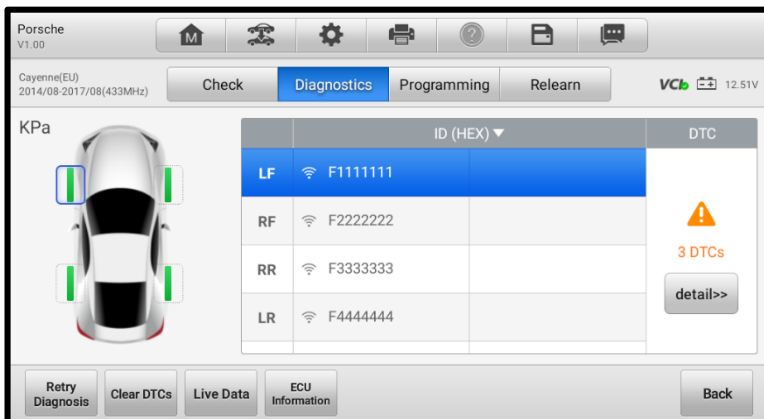 Porsche
V1.00
M
Cayenne(EU)
2014/08-2017/08(433MHz)
Check
Diagnostics
Programming
Relearn
VCI
12.51V
KPa
ID (HEX) ▼
DTC
LF F1111111
RF F2222222
RR F3333333
LR F4444444
3 DTCs
detail>>
Retry
Diagnosis
Clear DTCs
Live Data
ECU
Information
Back